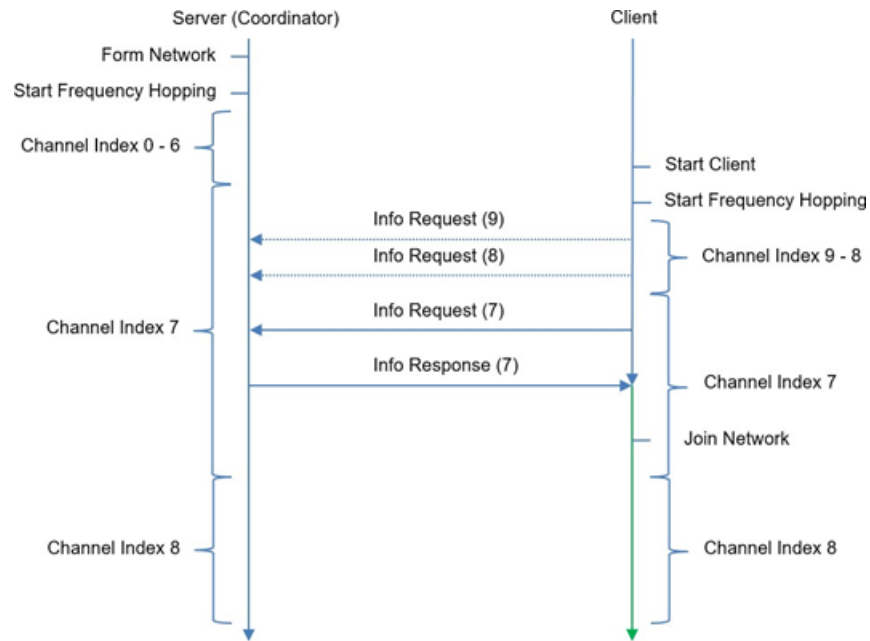 Server (Coordinator)
Client
Form Network
Start Frequency Hopping
Channel Index 0 - 6
Start Client
Start Frequency Hopping
Info Request (9)
Info Request (8)
Channel Index 9 - 8
Info Request (7)
Channel Index 7
Info Response (7)
Channel Index 7
Join Network
Channel Index 8
Channel Index 8